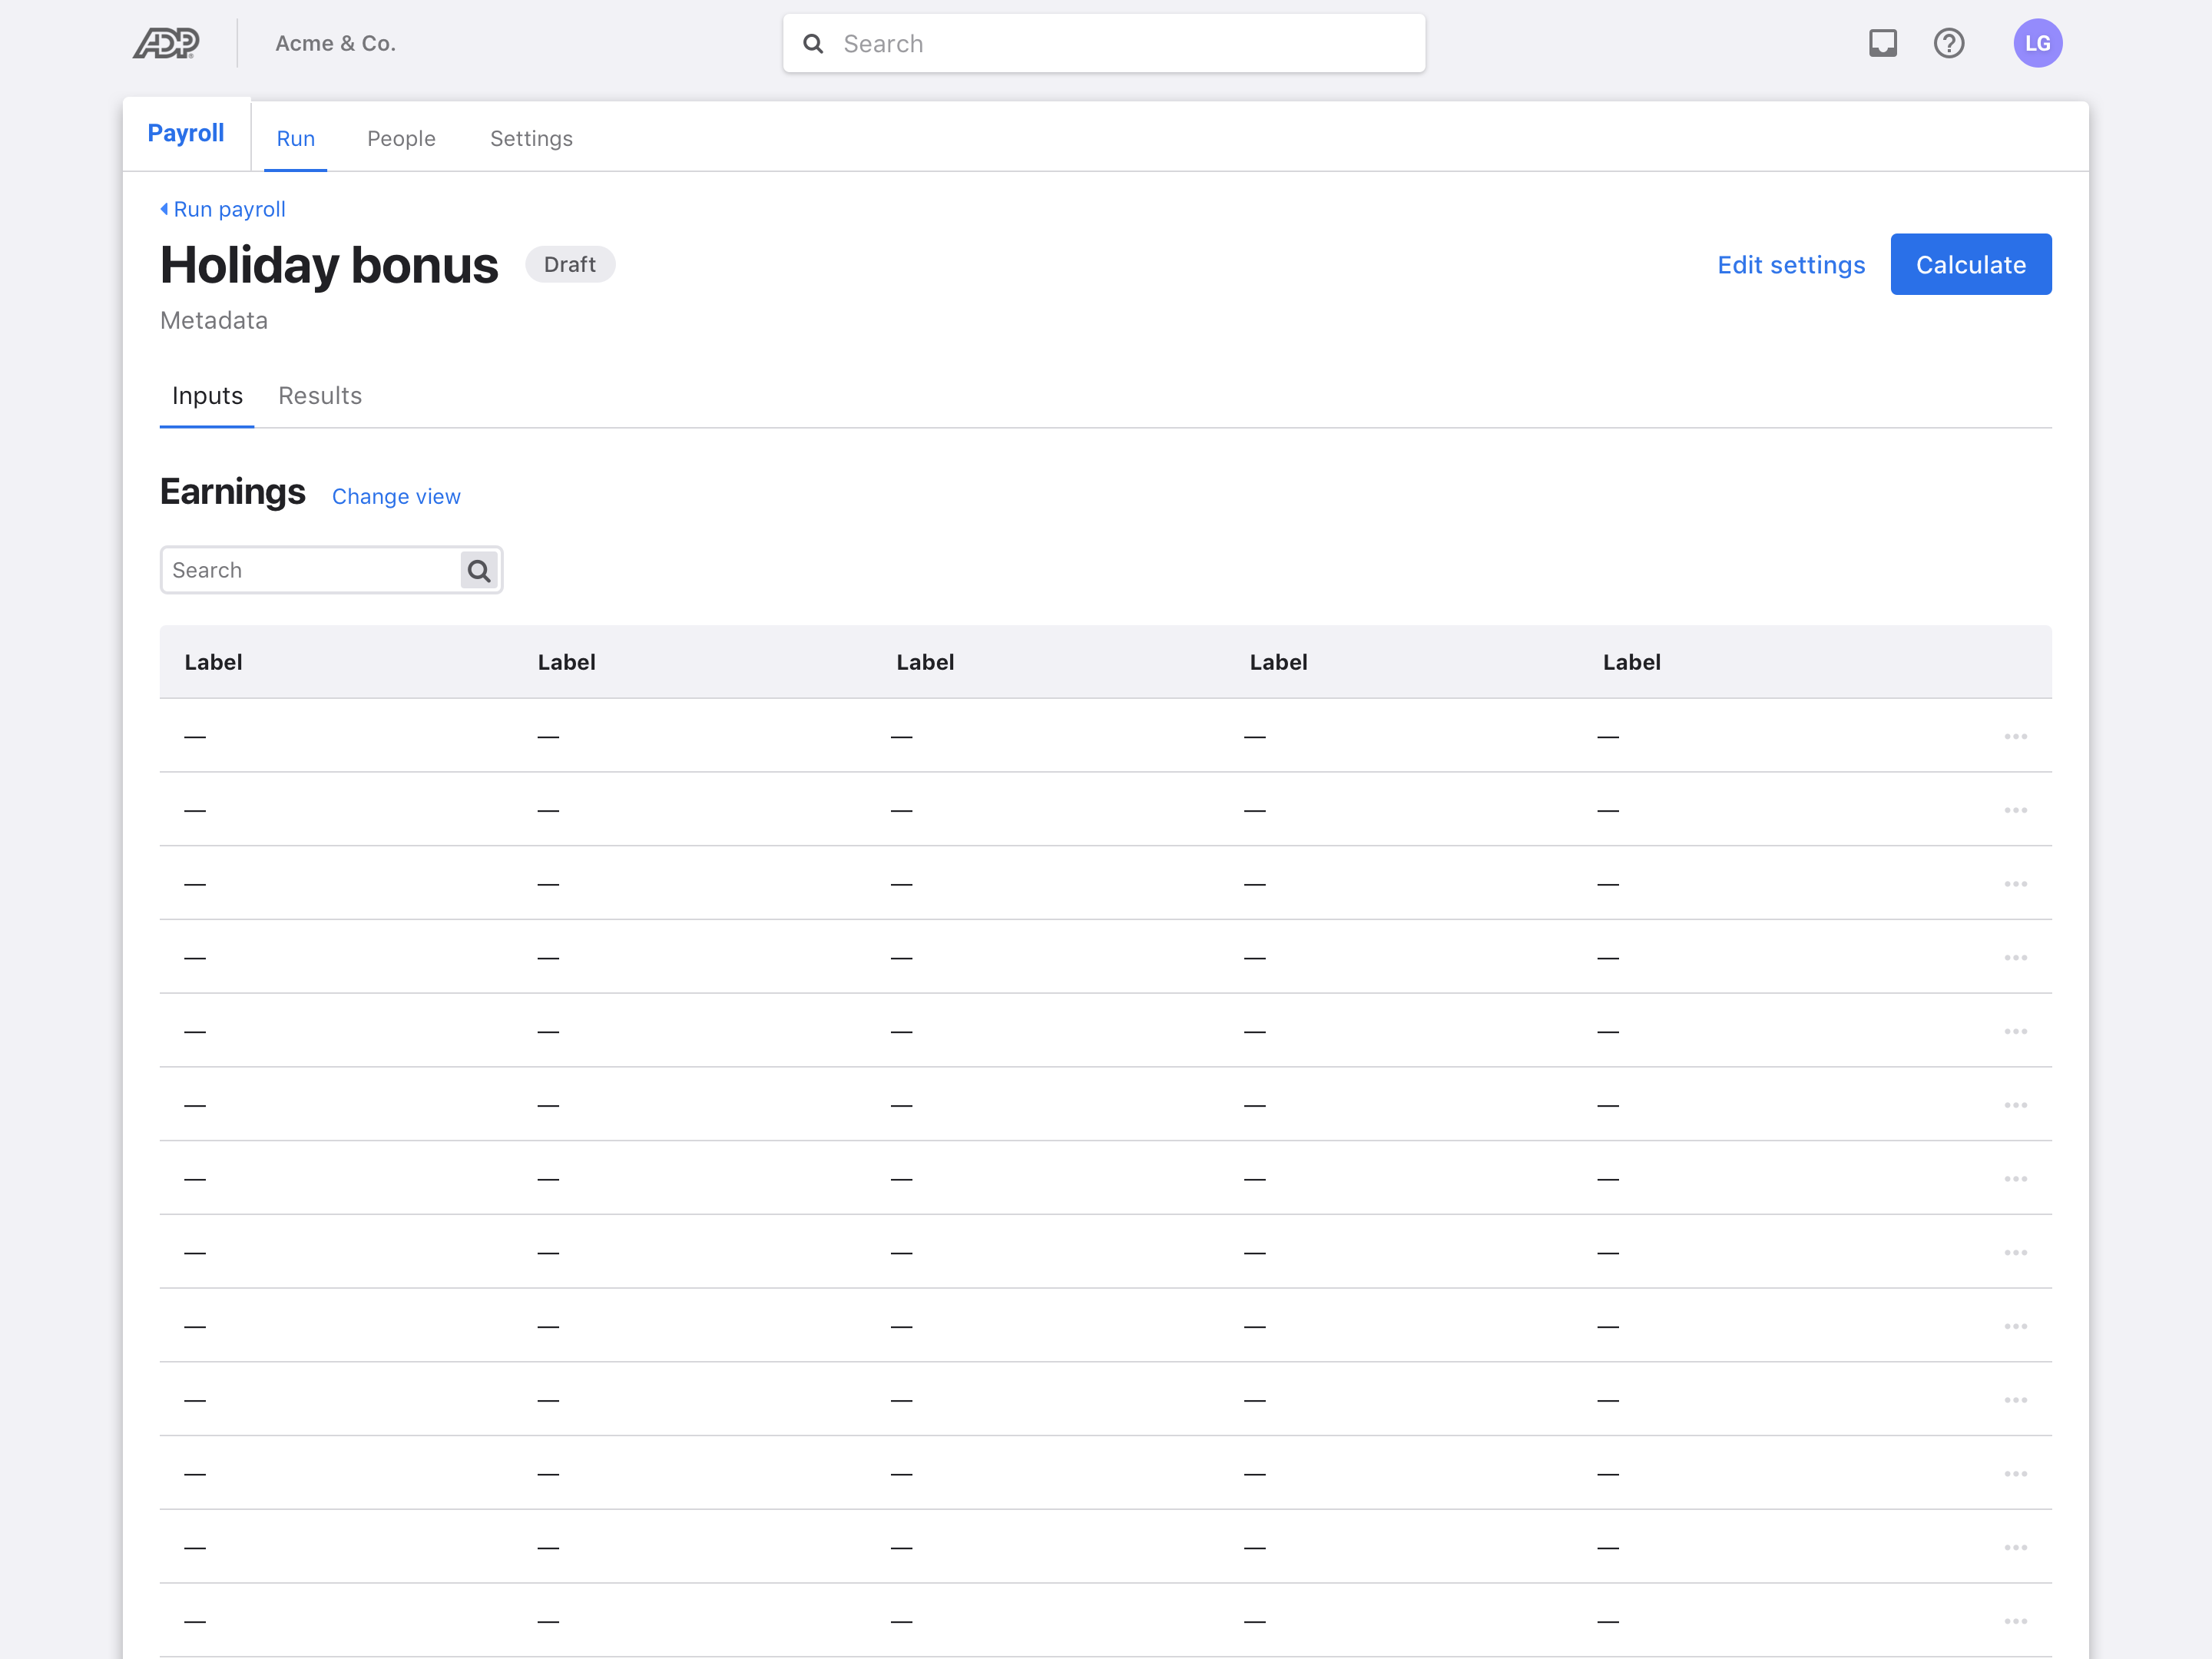 ADP
Acme & Co.
Search
LG
Payroll
Run
People
Settings
Run payroll
Holiday bonus
Draft
Edit settings
Calculate
Metadata
Inputs
Results
Earnings
Change view
Search
Label Label Label Label Label
— — — — —
— — — — —
— — — — —
— — — — —
— — — — —
— — — — —
— — — — —
— — — — —
— — — — —
— — — — —
— — — — —
— — — — —
— — — — —